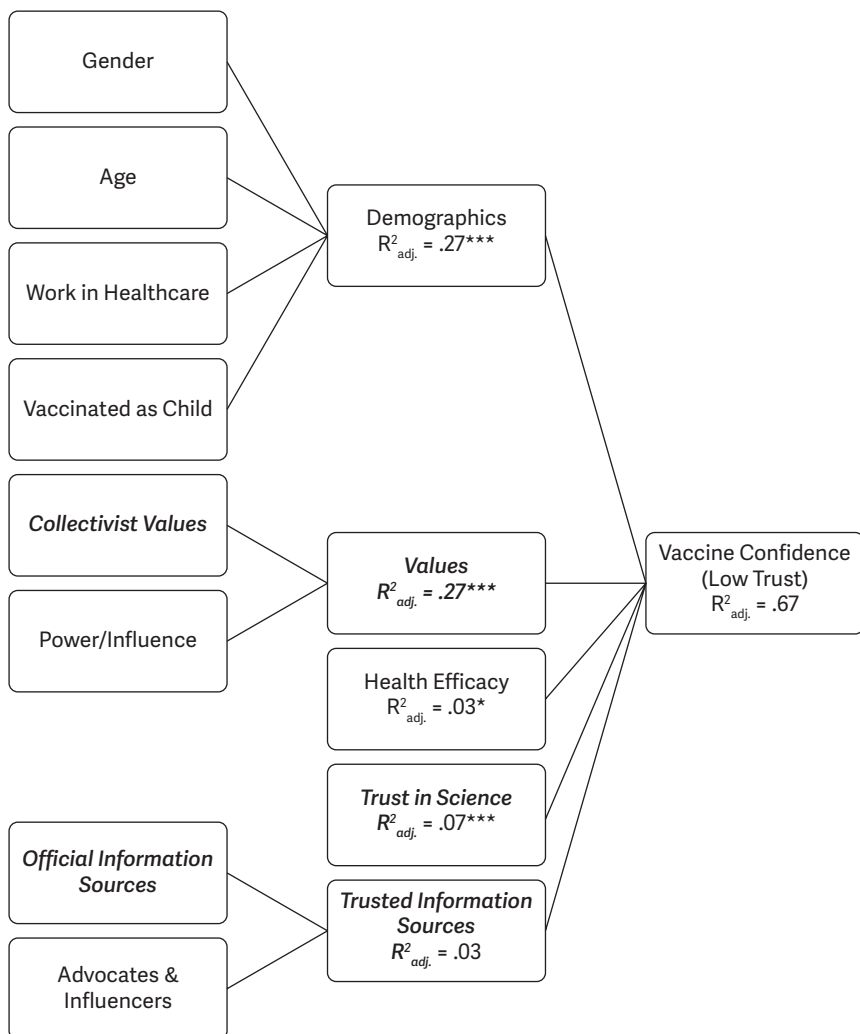 Gender
Age
Work in Healthcare
Vaccinated as Child
Collectivist Values
Power/Influence
Official Information
Sources
Advocates &
Influencers
Demographics
R²adj. = .27***
Values
R²adj. = .27***
Health Efficacy
R²adj. = .03*
Trust in Science
R²adj. = .07***
Trusted Information
Sources
R²adj. = .03
Vaccine Confidence
(Low Trust)
R²adj. = .67